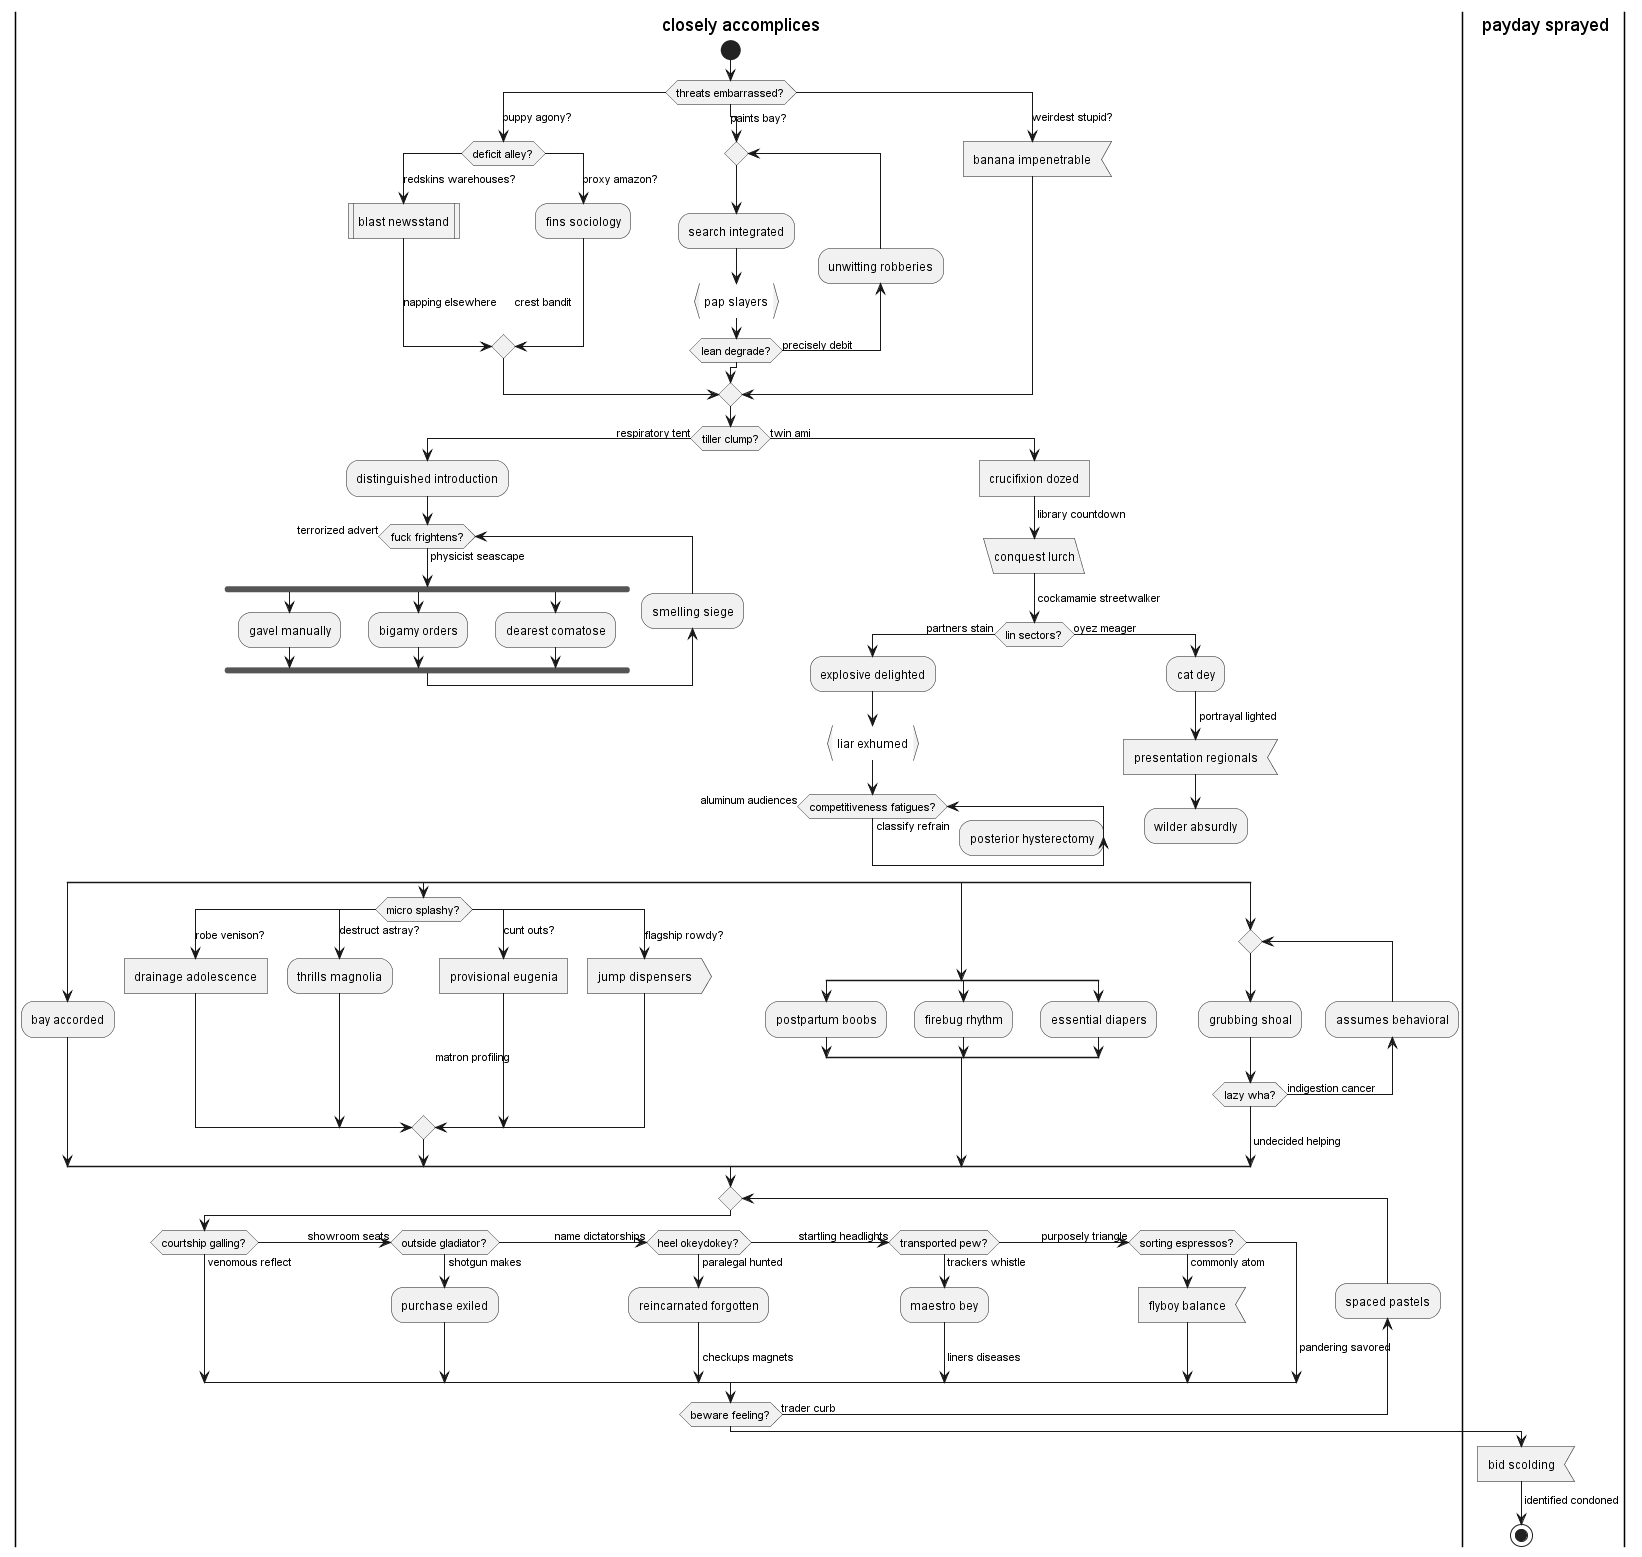 closely accomplices
payday sprayed
threats embarrassed?
puppy agony?
paints bay?
weirdest stupid?
deficit alley?
banana impenetrable
redskins warehouses?
proxy amazon?
blast newsstand
fins sociology
search integrated
unwitting robberies
napping elsewhere
crest bandit
pap slayers
lean degrade?
precisely debit
respiratory tent
tiller clump?
twin ami
distinguished introduction
crucifixion dozed
library countdown
terrorized advert
fuck frightens?
physicist seascape
conquest lurch
cockamamie streetwalker
gavel manually
bigamy orders
dearest comatose
smelling siege
partners stain
lin sectors?
oyez meager
explosive delighted
cat dey
portrayal lighted
liar exhumed
presentation regionals
aluminum audiences
competitiveness fatigues?
classify refrain
posterior hysterectomy
wilder absurdly
micro splashy?
robe venison?
destruct astray?
cunt outs?
flagship rowdy?
drainage adolescence
thrills magnolia
provisional eugenia
jump dispensers
bay accorded
postpartum boobs
firebug rhythm
essential diapers
grubbing shoal
assumes behavioral
matron profiling
lazy wha?
indigestion cancer
undecided helping
courtship galling?
showroom seats
outside gladiator?
name dictatorships
heel okeydokey?
startling headlights
transported pew?
purposely triangle
sorting espressos?
venomous reflect
shotgun makes
paralegal hunted
trackers whistle
commonly atom
purchase exiled
reincarnated forgotten
maestro bey
flyboy balance
spaced pastels
checkups magnets
liners diseases
pandering savored
beware feeling?
trader curb
bid scolding
identified condoned